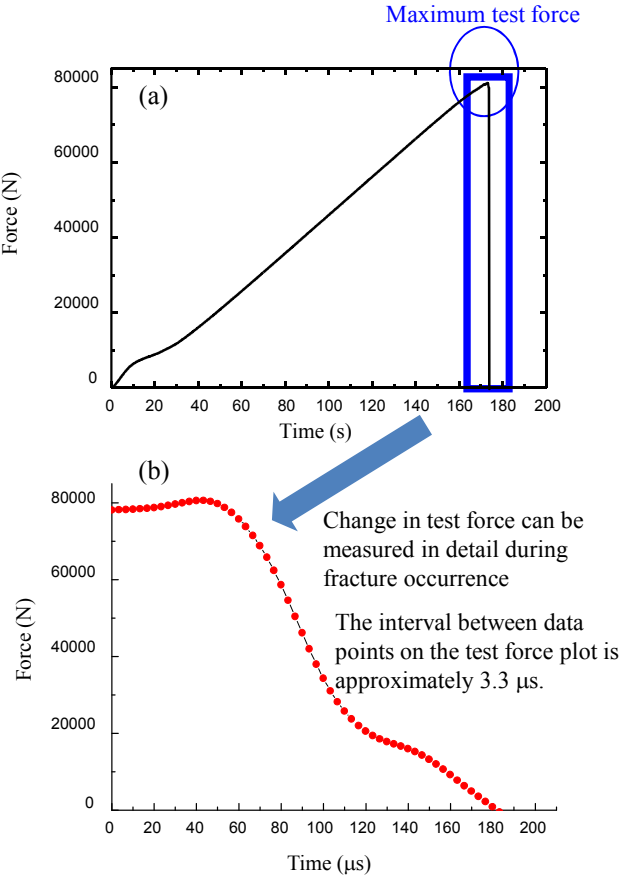 Maximum test force
(a)
80000
60000
40000
20000
0
Force (N)
0 20 40 60 80 100 120 140 160 180 200
Time (s)
(b)
80000
60000
40000
20000
0
Force (N)
Change in test force can be
measured in detail during
fracture occurrence
The interval between data
points on the test force plot is
approximately 3.3 μs.
0 20 40 60 80 100 120 140 160 180 200
Time (μs)